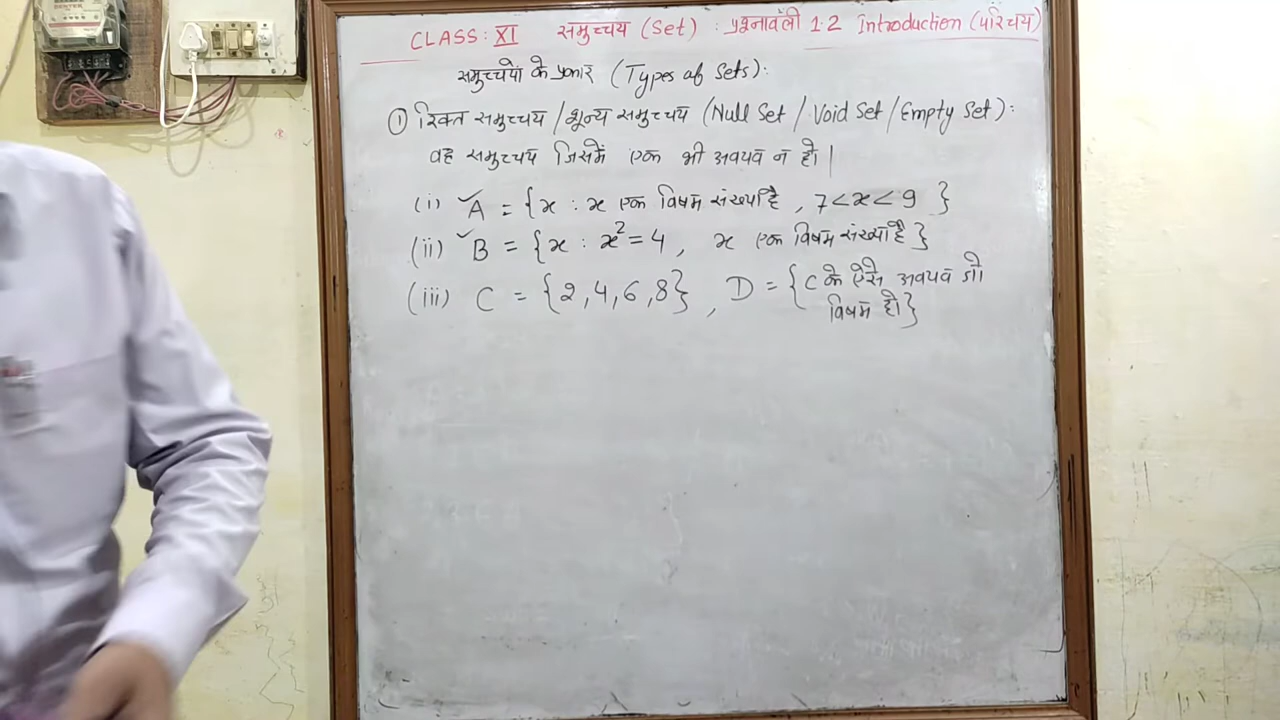 CLASS: XI समुच्चय (Set) : प्रश्नावली 1.2 Introduction (परिचय)
समुच्चयों के प्रकार (Types of Sets):
① रिक्त समुच्चय / शून्य समुच्चय (Null Set / Void Set / Empty Set):
वह समुच्चय जिसमें एक भी अवयव न हो।
(i) ✓ A = {x : x एक विषम संख्या है, 7 < x < 9 }
(ii) ✓ B = {x : x² = 4, x एक विषम संख्या है}
(iii) C = {2, 4, 6, 8}, D = {C के ऐसे अवयव जो
विषम हो}